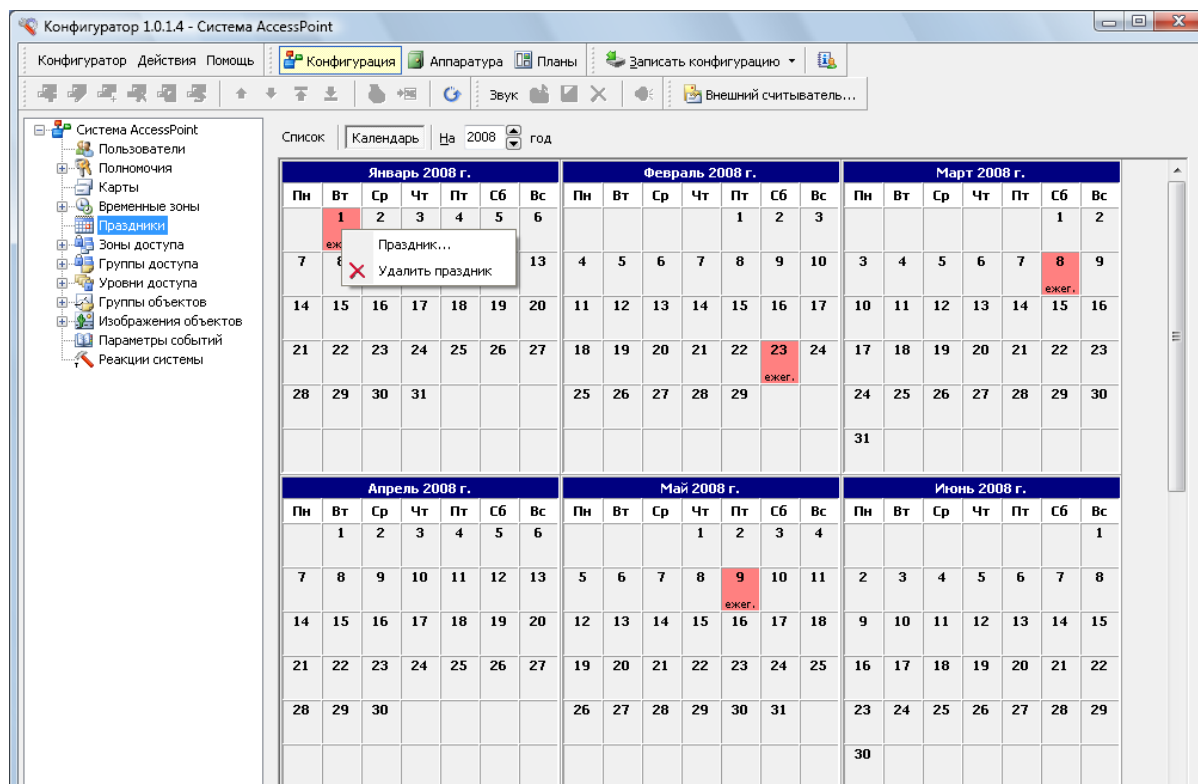 Конфигуратор 1.0.1.4 - Система AccessPoint
Конфигуратор Действия Помощь Конфигурация Аппаратура Планы Записать конфигурацию
Звук Внешний считыватель...
Система AccessPoint
Пользователи
Полномочия
Карты
Временные зоны
Праздники
Зоны доступа
Группы доступа
Уровни доступа
Группы объектов
Изображения объектов
Параметры событий
Реакции системы
Список Календарь На 2008 год
Январь 2008 г. Февраль 2008 г. Март 2008 г.
Пн Вт Ср Чт Пт Сб Вс Пн Вт Ср Чт Пт Сб Вс Пн Вт Ср Чт Пт Сб Вс
1 2 3 4 5 6 1 2 3 1 2
Праздник...
Удалить праздник
7 13 4 5 6 7 8 9 10 3 4 5 6 7 8 9
ежег.
14 15 16 17 18 19 20 11 12 13 14 15 16 17 10 11 12 13 14 15 16
21 22 23 24 25 26 27 18 19 20 21 22 23 24 17 18 19 20 21 22 23
ежег.
28 29 30 31 25 26 27 28 29 24 25 26 27 28 29 30
31
Апрель 2008 г. Май 2008 г. Июнь 2008 г.
Пн Вт Ср Чт Пт Сб Вс Пн Вт Ср Чт Пт Сб Вс Пн Вт Ср Чт Пт Сб Вс
1 2 3 4 5 6 1 2 3 4 1
7 8 9 10 11 12 13 5 6 7 8 9 10 11 2 3 4 5 6 7 8
ежег.
14 15 16 17 18 19 20 12 13 14 15 16 17 18 9 10 11 12 13 14 15
21 22 23 24 25 26 27 19 20 21 22 23 24 25 16 17 18 19 20 21 22
28 29 30 26 27 28 29 30 31 23 24 25 26 27 28 29
30